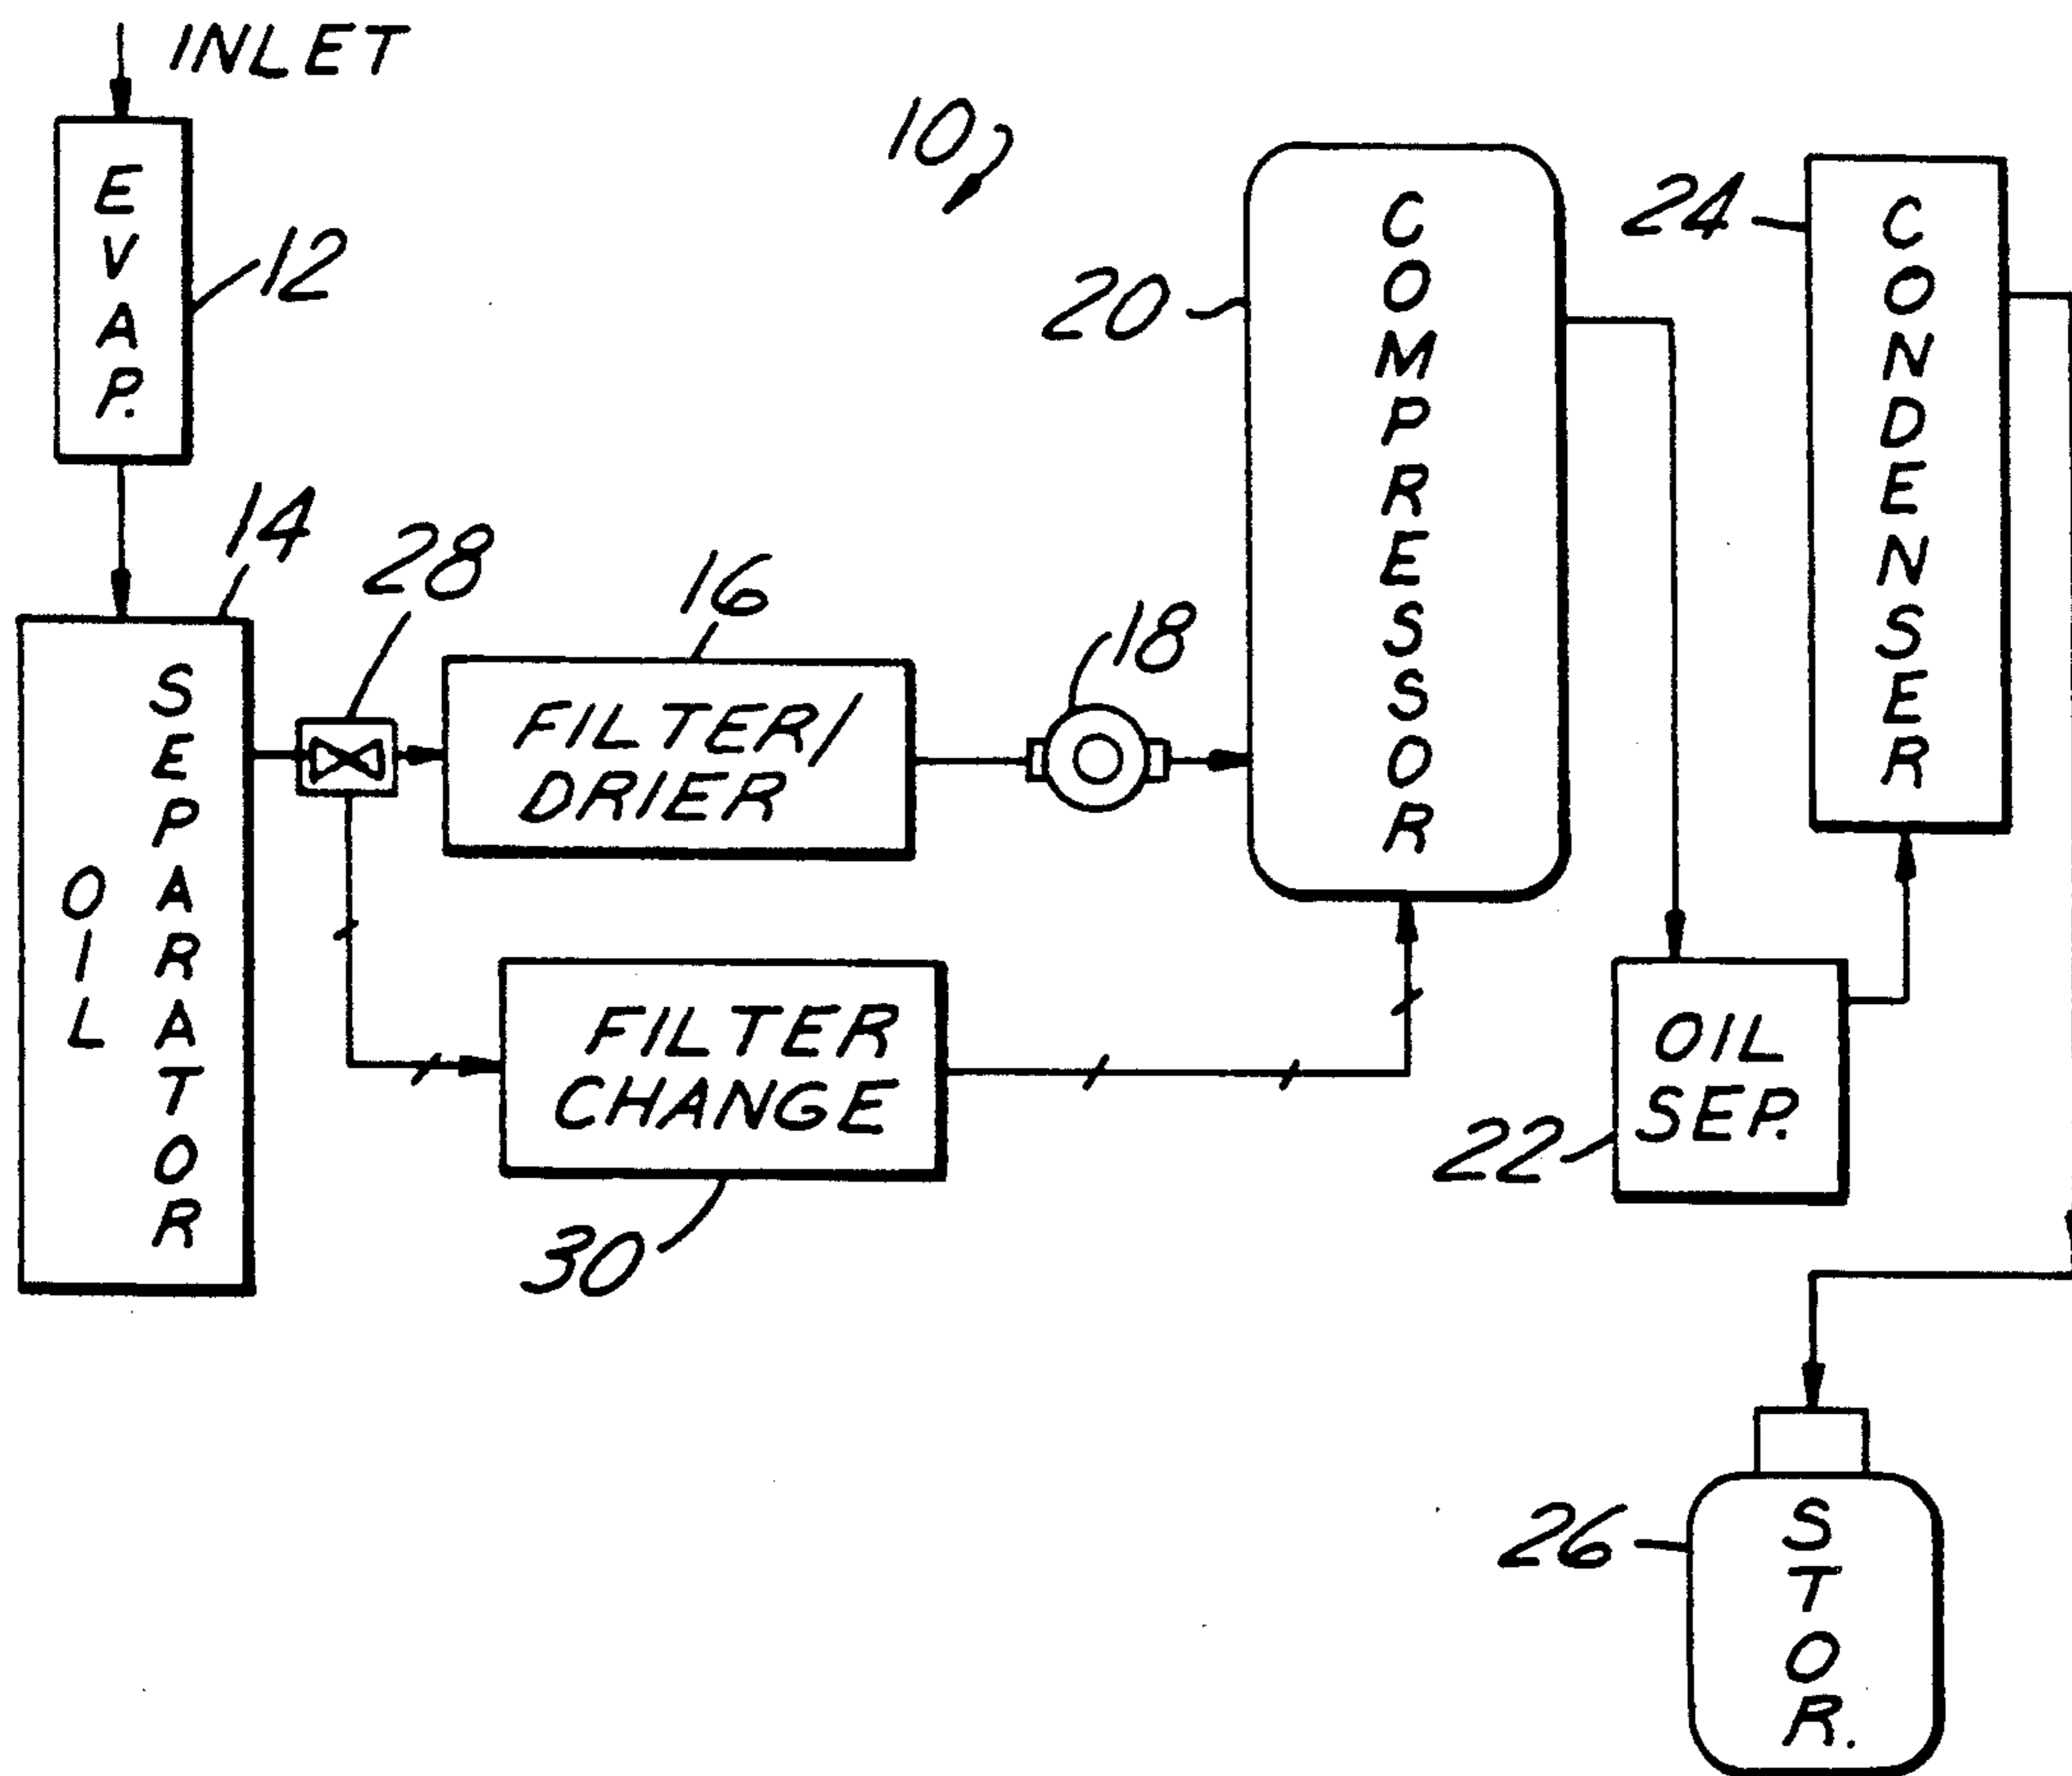 INLET
EVAP.
12
10
20
COMPRESSOR
24
CONDENSER
14
28
16
18
OIL SEPARATOR
FILTER/
DRIER
FILTER
CHANGE
30
OIL
SEP.
22
26
STOR.